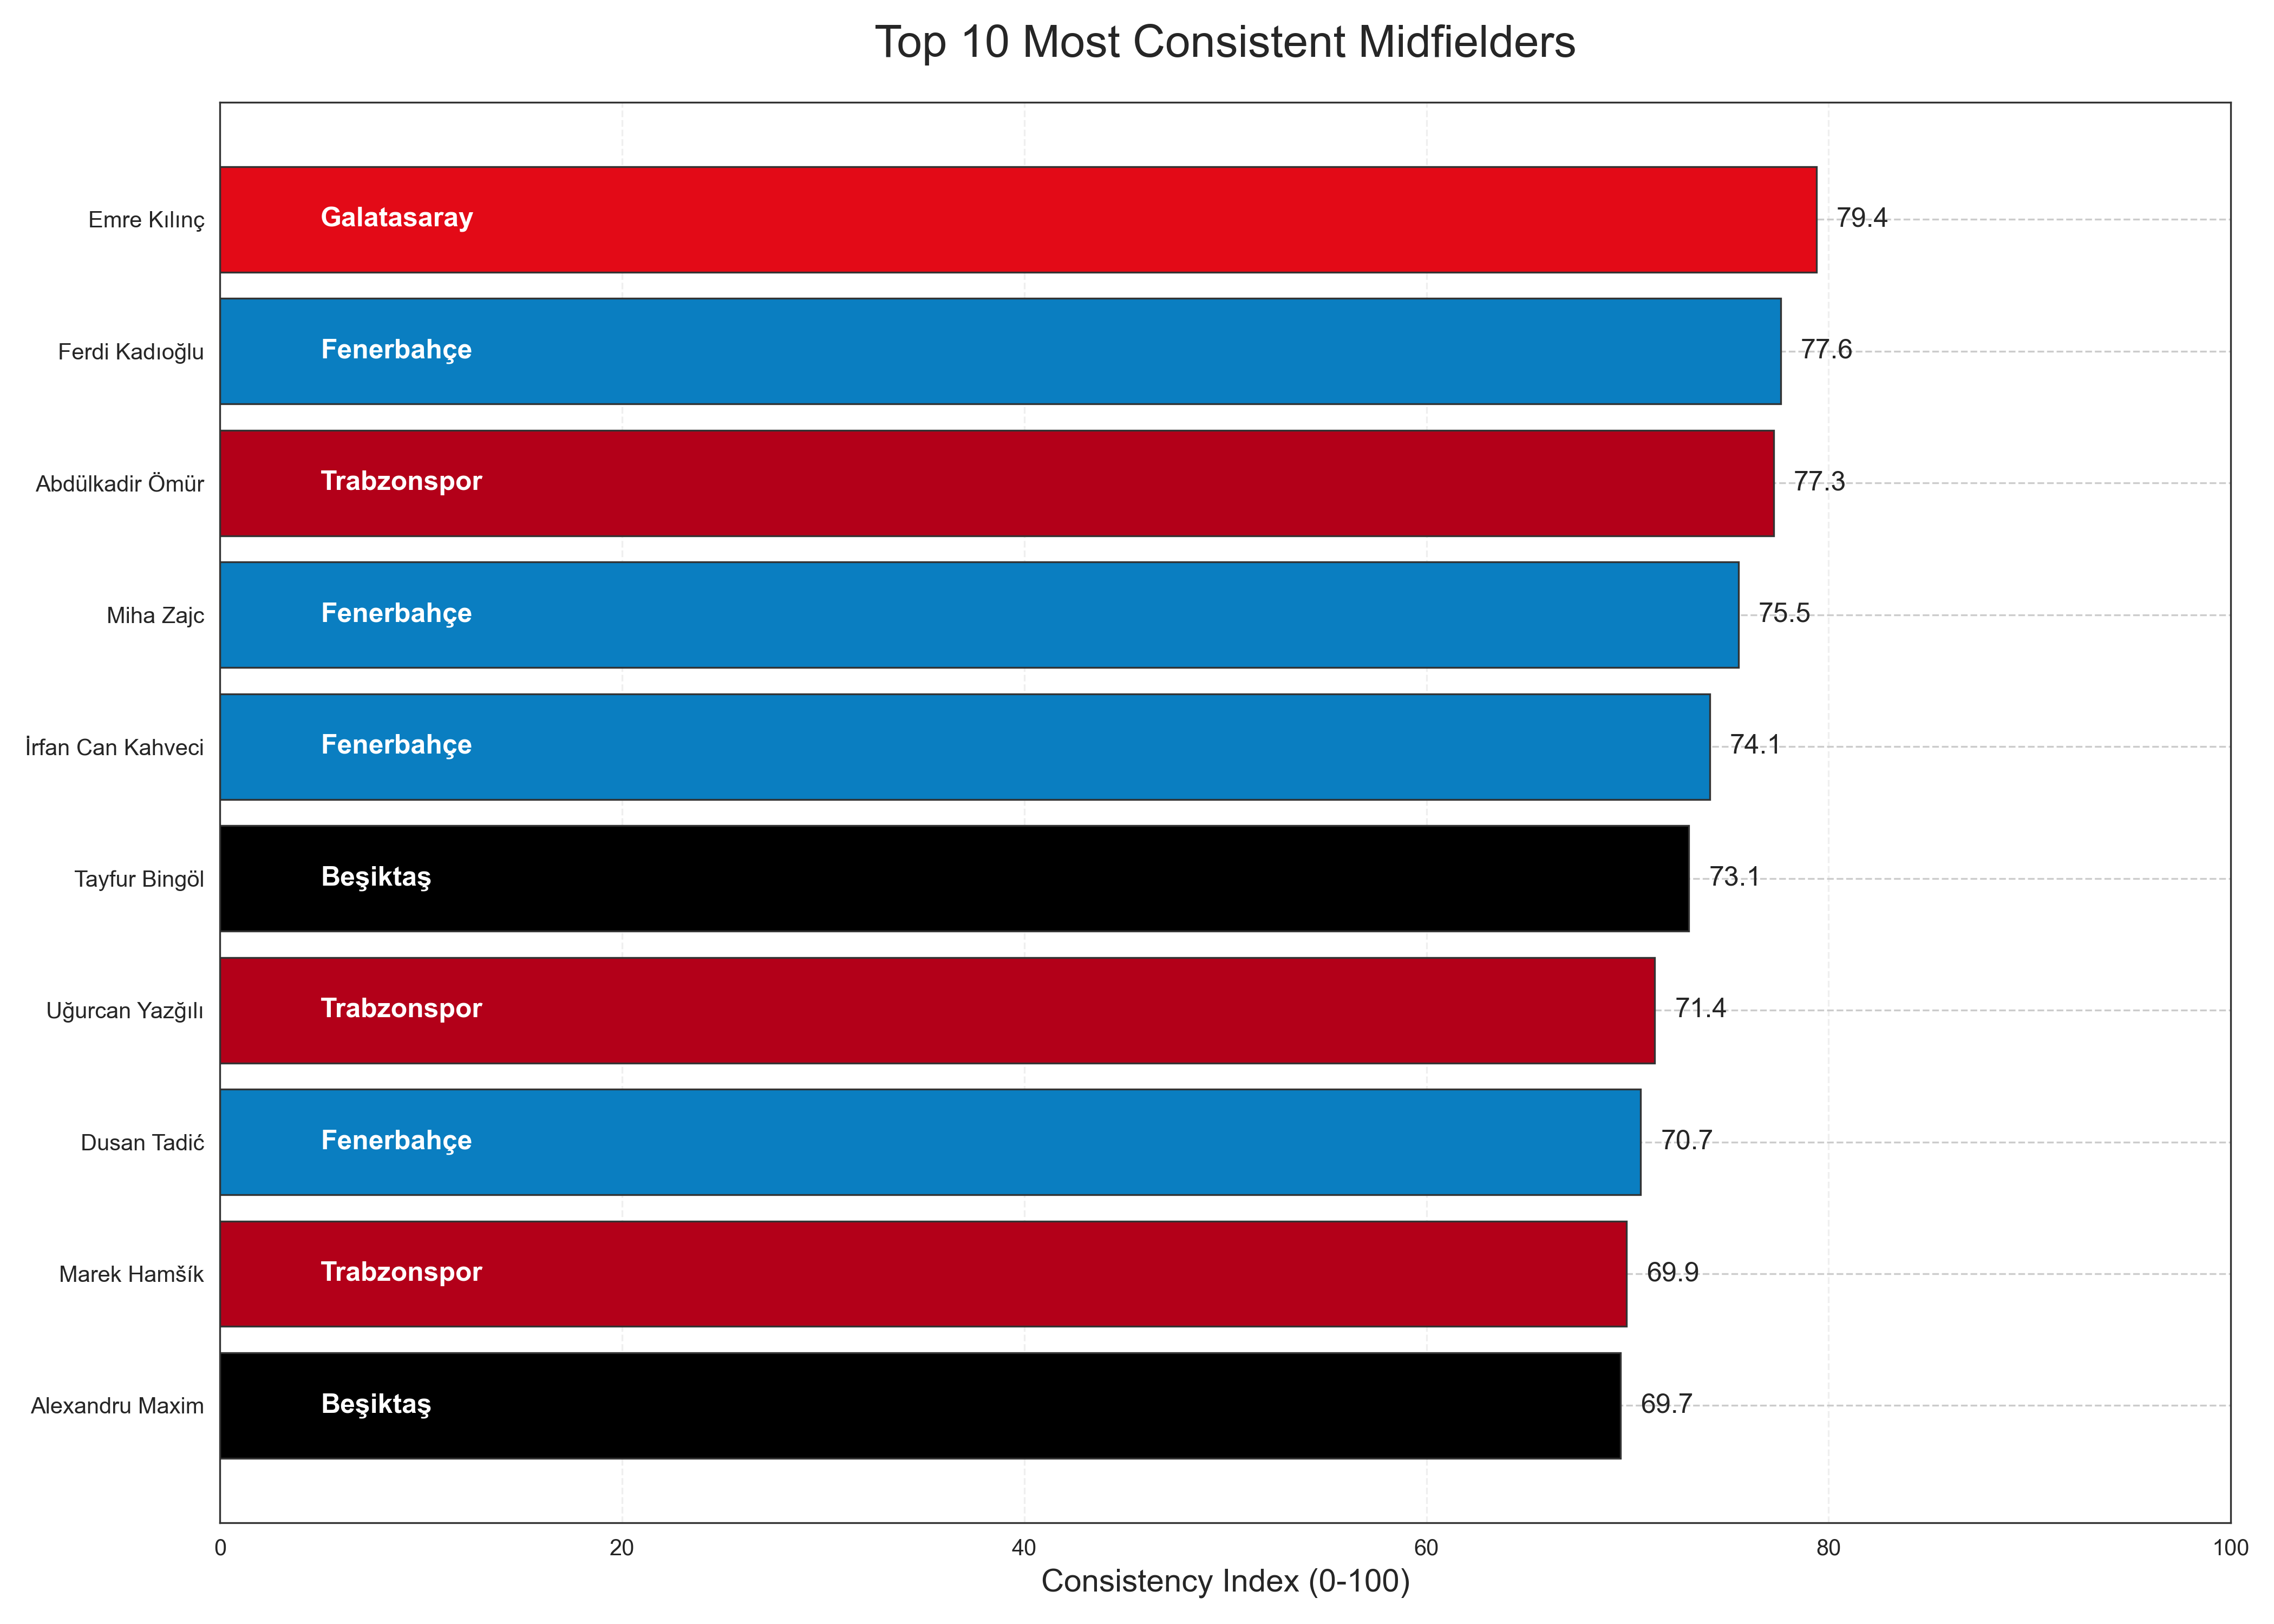 Top 10 Most Consistent Midfielders
Emre Kılınç Galatasaray 79.4
Ferdi Kadıoğlu Fenerbahçe 77.6
Abdülkadir Ömür Trabzonspor 77.3
Miha Zajc Fenerbahçe 75.5
İrfan Can Kahveci Fenerbahçe 74.1
Tayfur Bingöl Beşiktaş 73.1
Uğurcan Yazğılı Trabzonspor 71.4
Dusan Tadić Fenerbahçe 70.7
Marek Hamšík Trabzonspor 69.9
Alexandru Maxim Beşiktaş 69.7
0 20 40 60 80 100
Consistency Index (0-100)